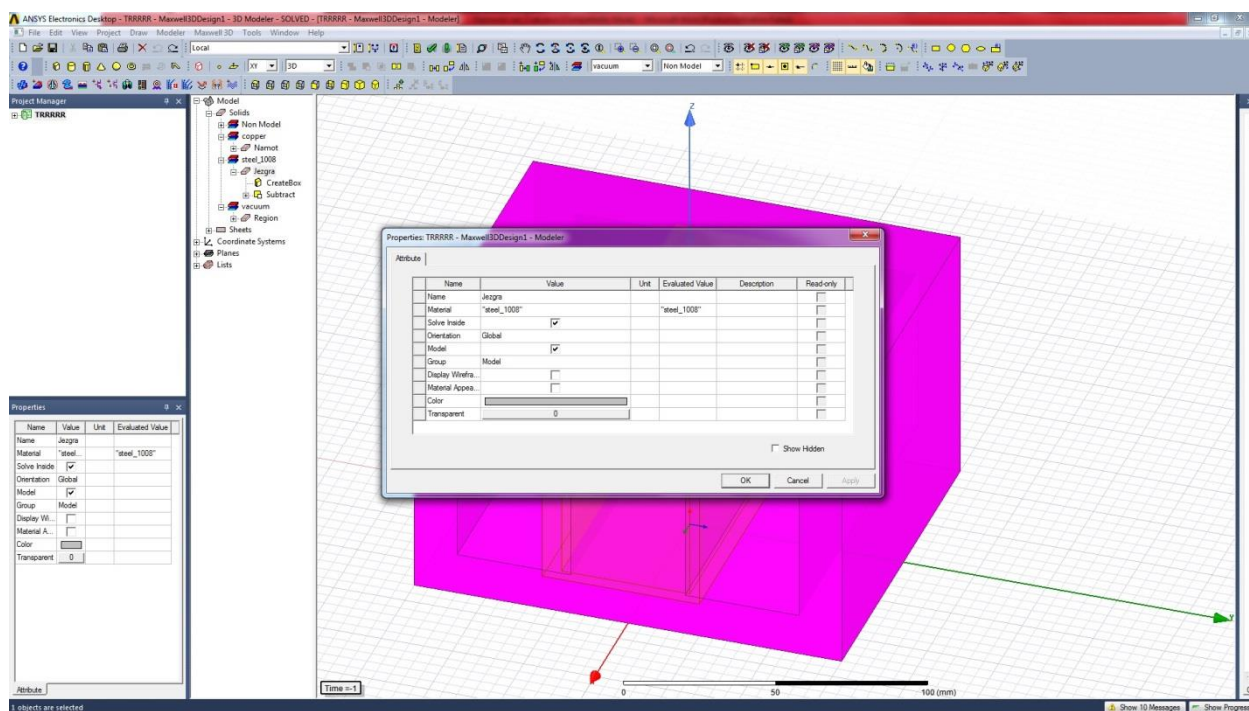 ANSYS Electronics Desktop - TRRRRR - Maxwell3DDesign1 - 3D Modeler - SOLVED - [TRRRRR - Maxwell3DDesign1 - Modeler]
File Edit View Project Draw Modeler Maxwell 3D Tools Window Help
Local
XY 3D vacuum Non Model
Project Manager
TRRRRR
Model
Solids
Non Model
copper
Namot
steel_1008
Jezgra
CreateBox
Subtract
vacuum
Region
Sheets
Coordinate Systems
Planes
Lists
Z
Properties: TRRRRR - Maxwell3DDesign1 - Modeler
Attribute
Name Value Unit Evaluated Value Description Read-only
Name Jezgra
Material "steel_1008" "steel_1008"
Solve Inside
Orientation Global
Model
Group Model
Display Wirefra...
Material Appea...
Color
Transparent 0
Show Hidden
OK Cancel Apply
Properties
Name Value Unit Evaluated Value
Name Jezgra
Material "steel... "steel_1008"
Solve Inside
Orientation Global
Model
Group Model
Display Wi...
Material A...
Color
Transparent 0
Attribute
Y
Time =-1
0 50 100 (mm)
1 objects are selected
Show 10 Messages Show Progress